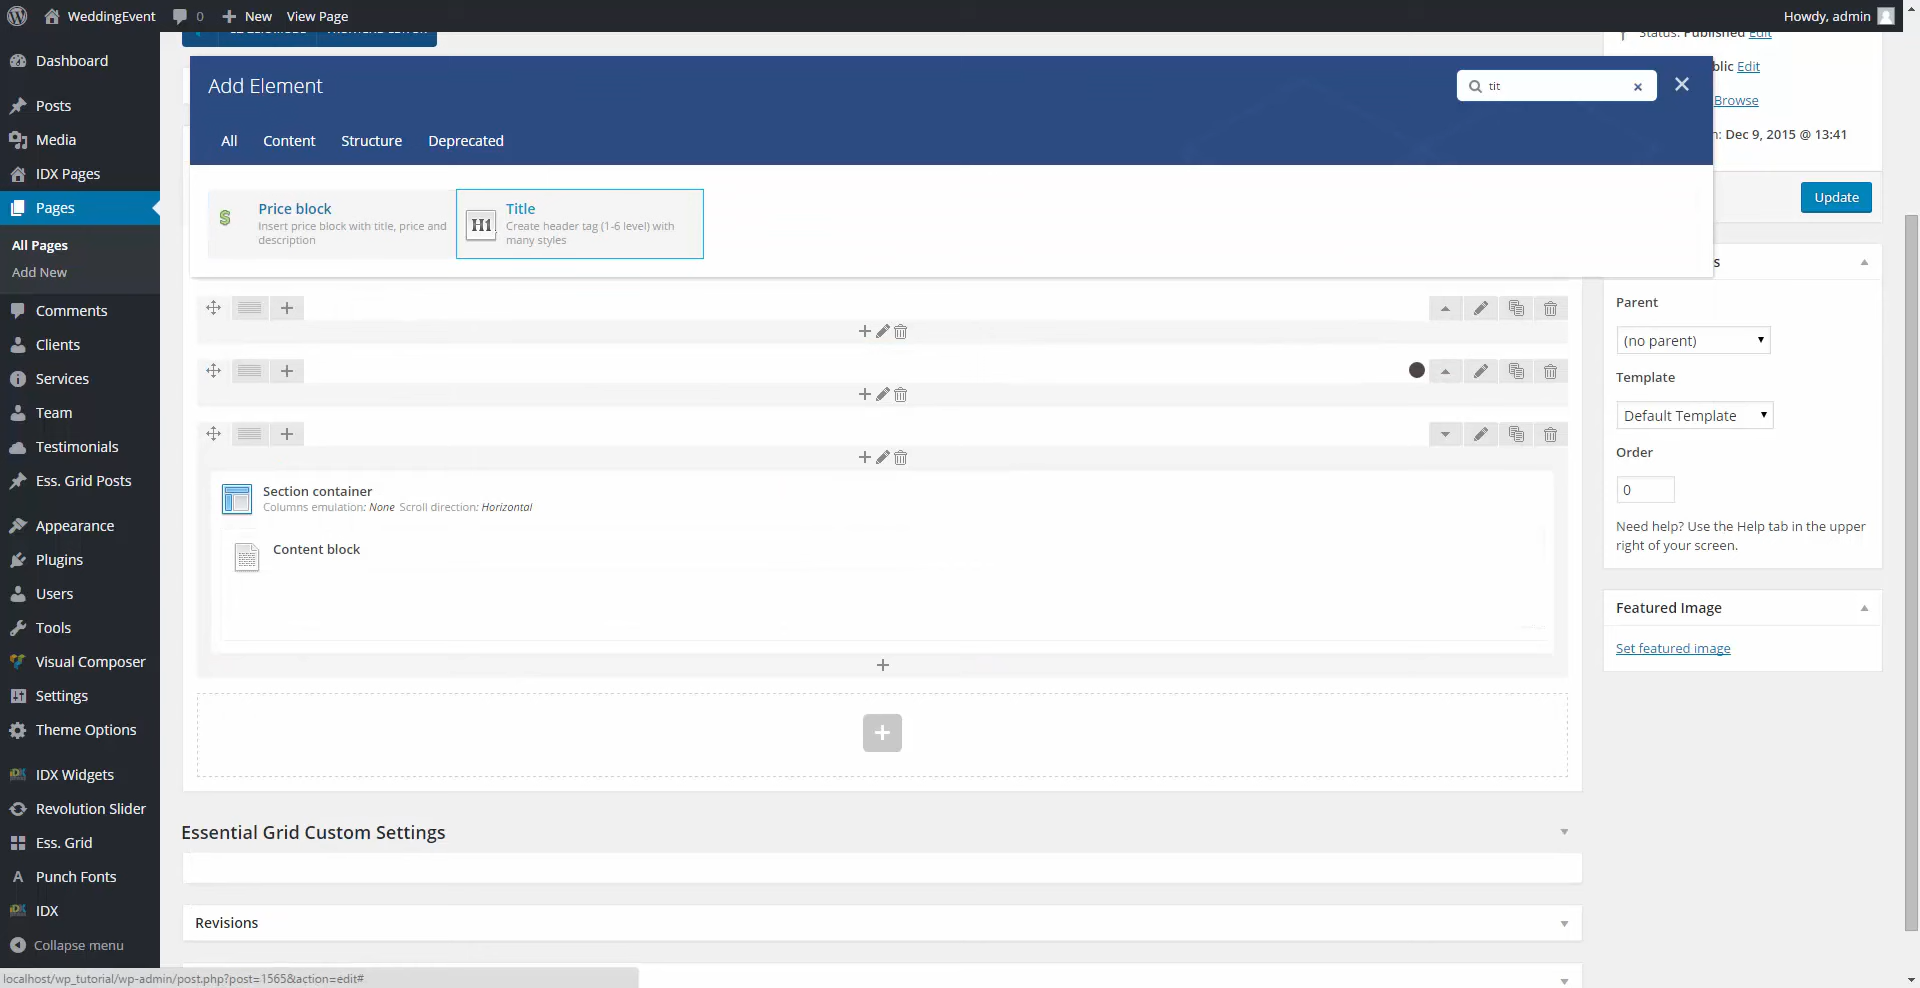 WeddingEvent
0
New
View Page
Howdy, admin
Dashboard
Posts
Media
IDX Pages
Pages
All Pages
Add New
Comments
Clients
Services
Team
Testimonials
Ess. Grid Posts
Appearance
Plugins
Users
Tools
Visual Composer
Settings
Theme Options
IDX Widgets
Revolution Slider
Ess. Grid
Punch Fonts
IDX
Collapse menu
Add Element
tit
All
Content
Structure
Deprecated
Price block
Insert price block with title, price and
description
H1
Title
Create header tag (1-6 level) with
many styles
Section container
Columns emulation: None Scroll direction: Horizontal
Content block
Essential Grid Custom Settings
Revisions
Status: Published Edit
blic Edit
Browse
n: Dec 9, 2015 @ 13:41
Update
s
Parent
(no parent)
Template
Default Template
Order
0
Need help? Use the Help tab in the upper
right of your screen.
Featured Image
Set featured image
localhost/wp_tutorial/wp-admin/post.php?post=1565&action=edit#